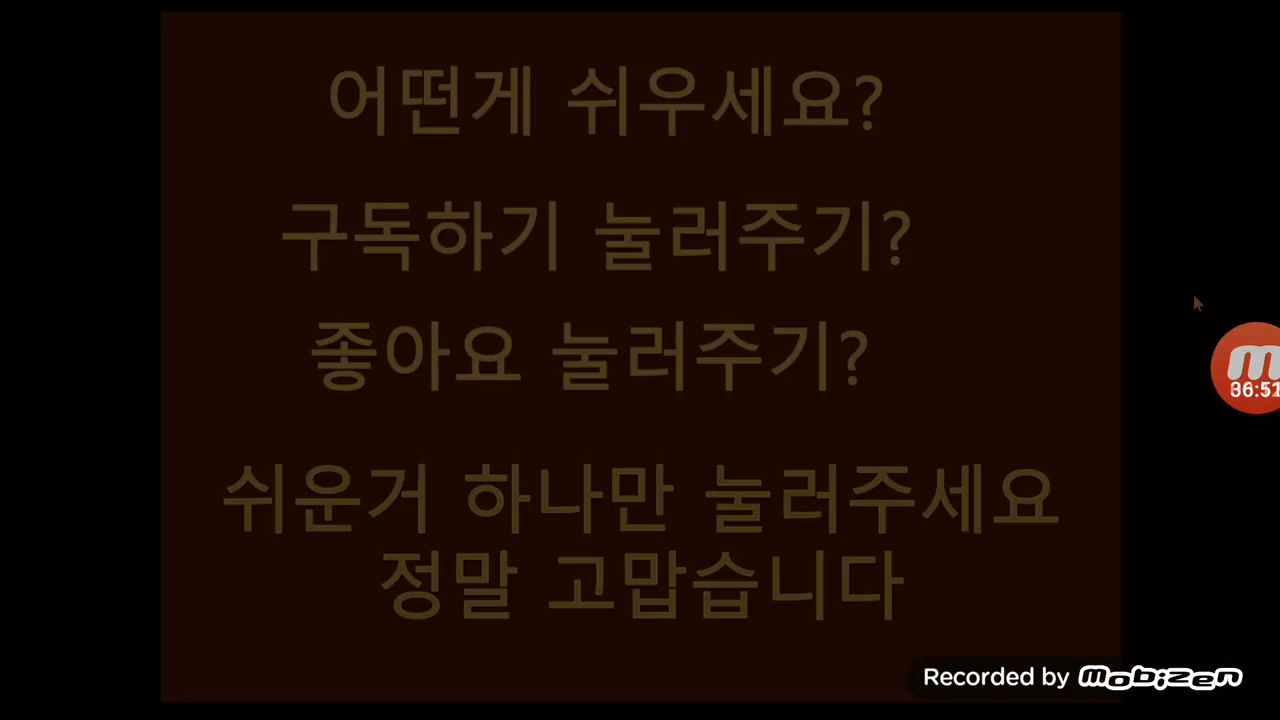 어떤게 쉬우세요?
구독하기 눌러주기?
좋아요 눌러주기?
쉬운거 하나만 눌러주세요
정말 고맙습니다
36:51
Recorded by mobizen